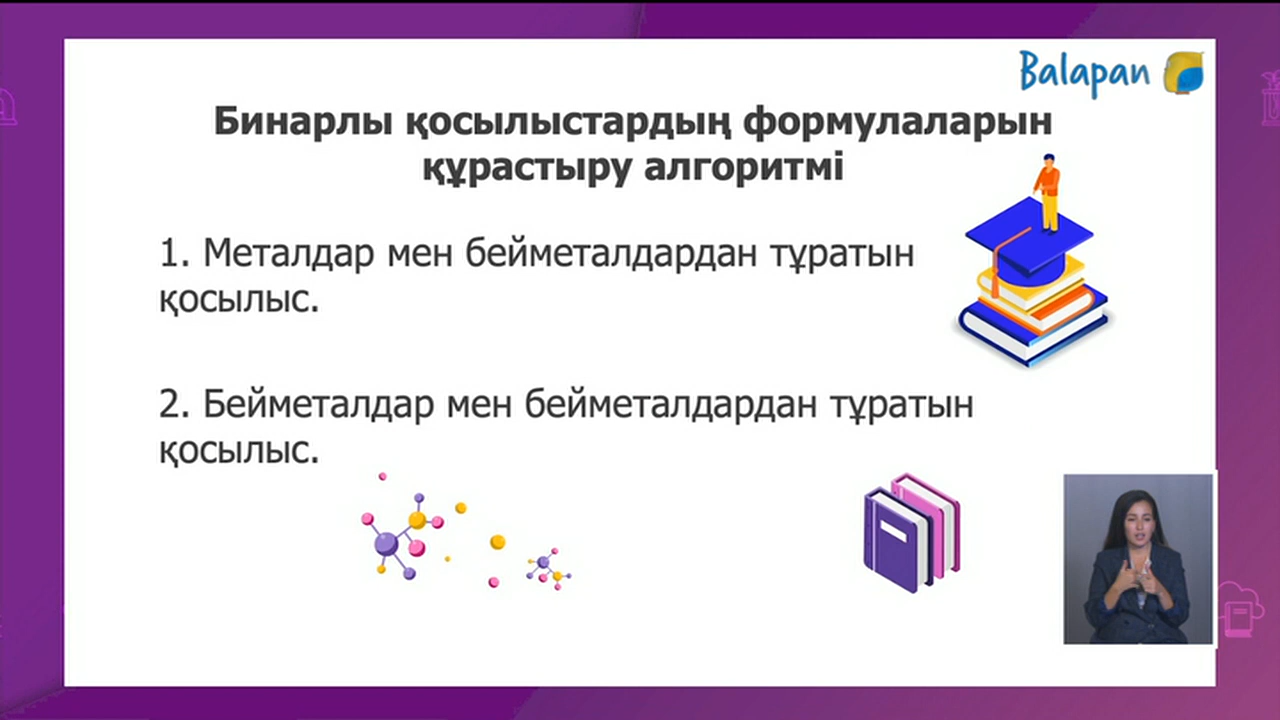 Balapan
Бинарлы қосылыстардың формулаларын
құрастыру алгоритмі
1. Металдар мен бейметалдардан тұратын
қосылыс.
2. Бейметалдар мен бейметалдардан тұратын
қосылыс.